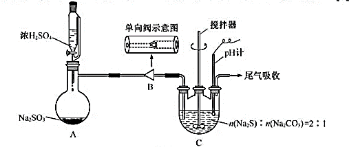 浓H₂SO₄
Na₂SO₃
A
单向阀示意图
B
搅拌器
pH计
尾气吸收
n(Na₂S)∶n(Na₂CO₃)=2∶1
C